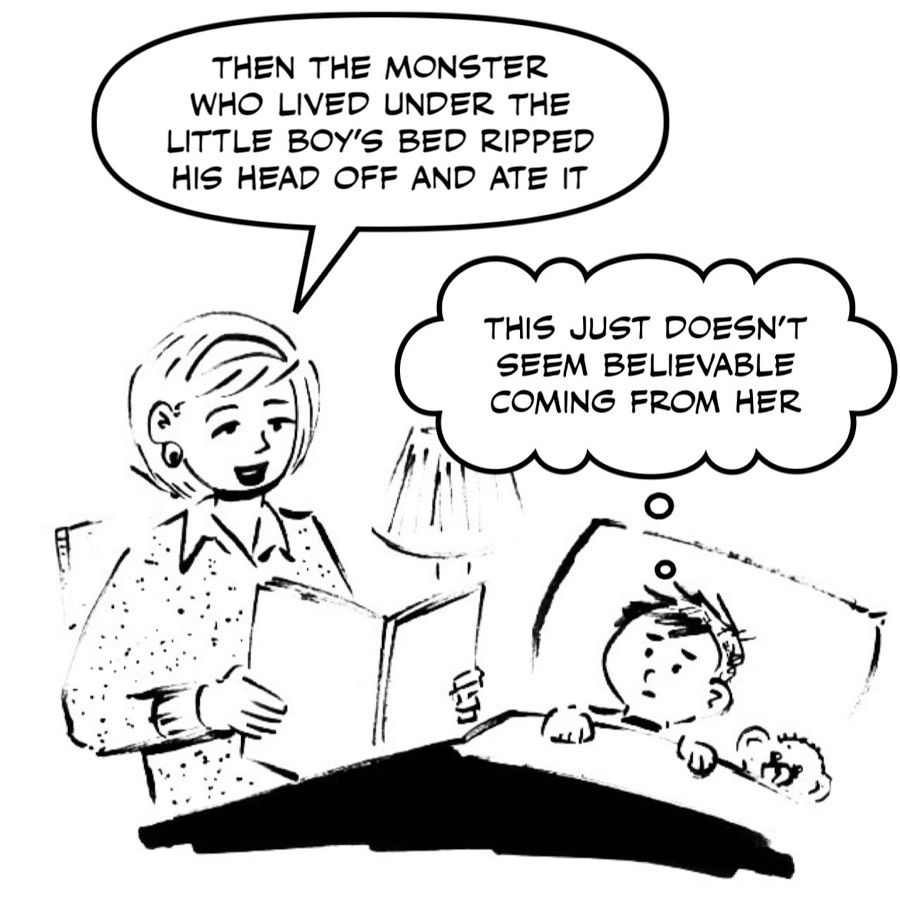 THEN THE MONSTER
WHO LIVED UNDER THE
LITTLE BOY'S BED RIPPED
HIS HEAD OFF AND ATE IT
THIS JUST DOESN'T
SEEM BELIEVABLE
COMING FROM HER